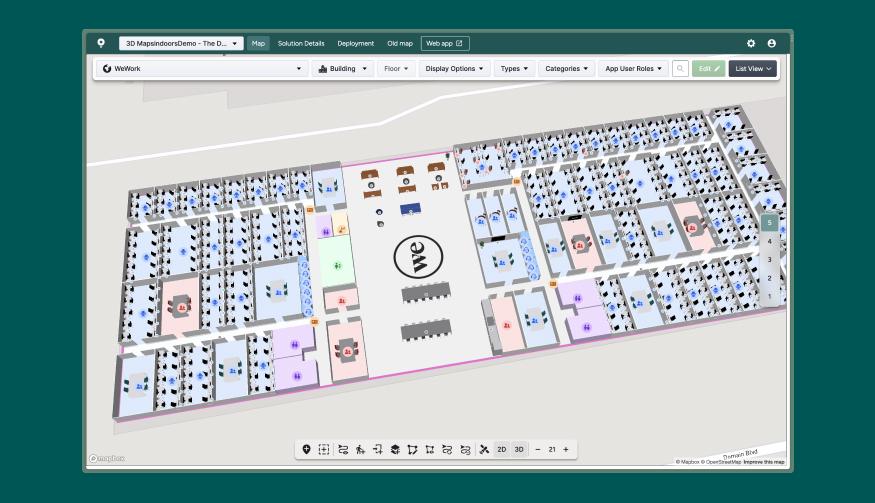 3D MapsIndoorsDemo - The D... Map Solution Details Deployment Old map Web app
WeWork Building Floor Display Options Types Categories App User Roles Edit List View
we
5
4
3
2
1
2D 3D − 21 +
Domain Blvd
mapbox © Mapbox © OpenStreetMap Improve this map